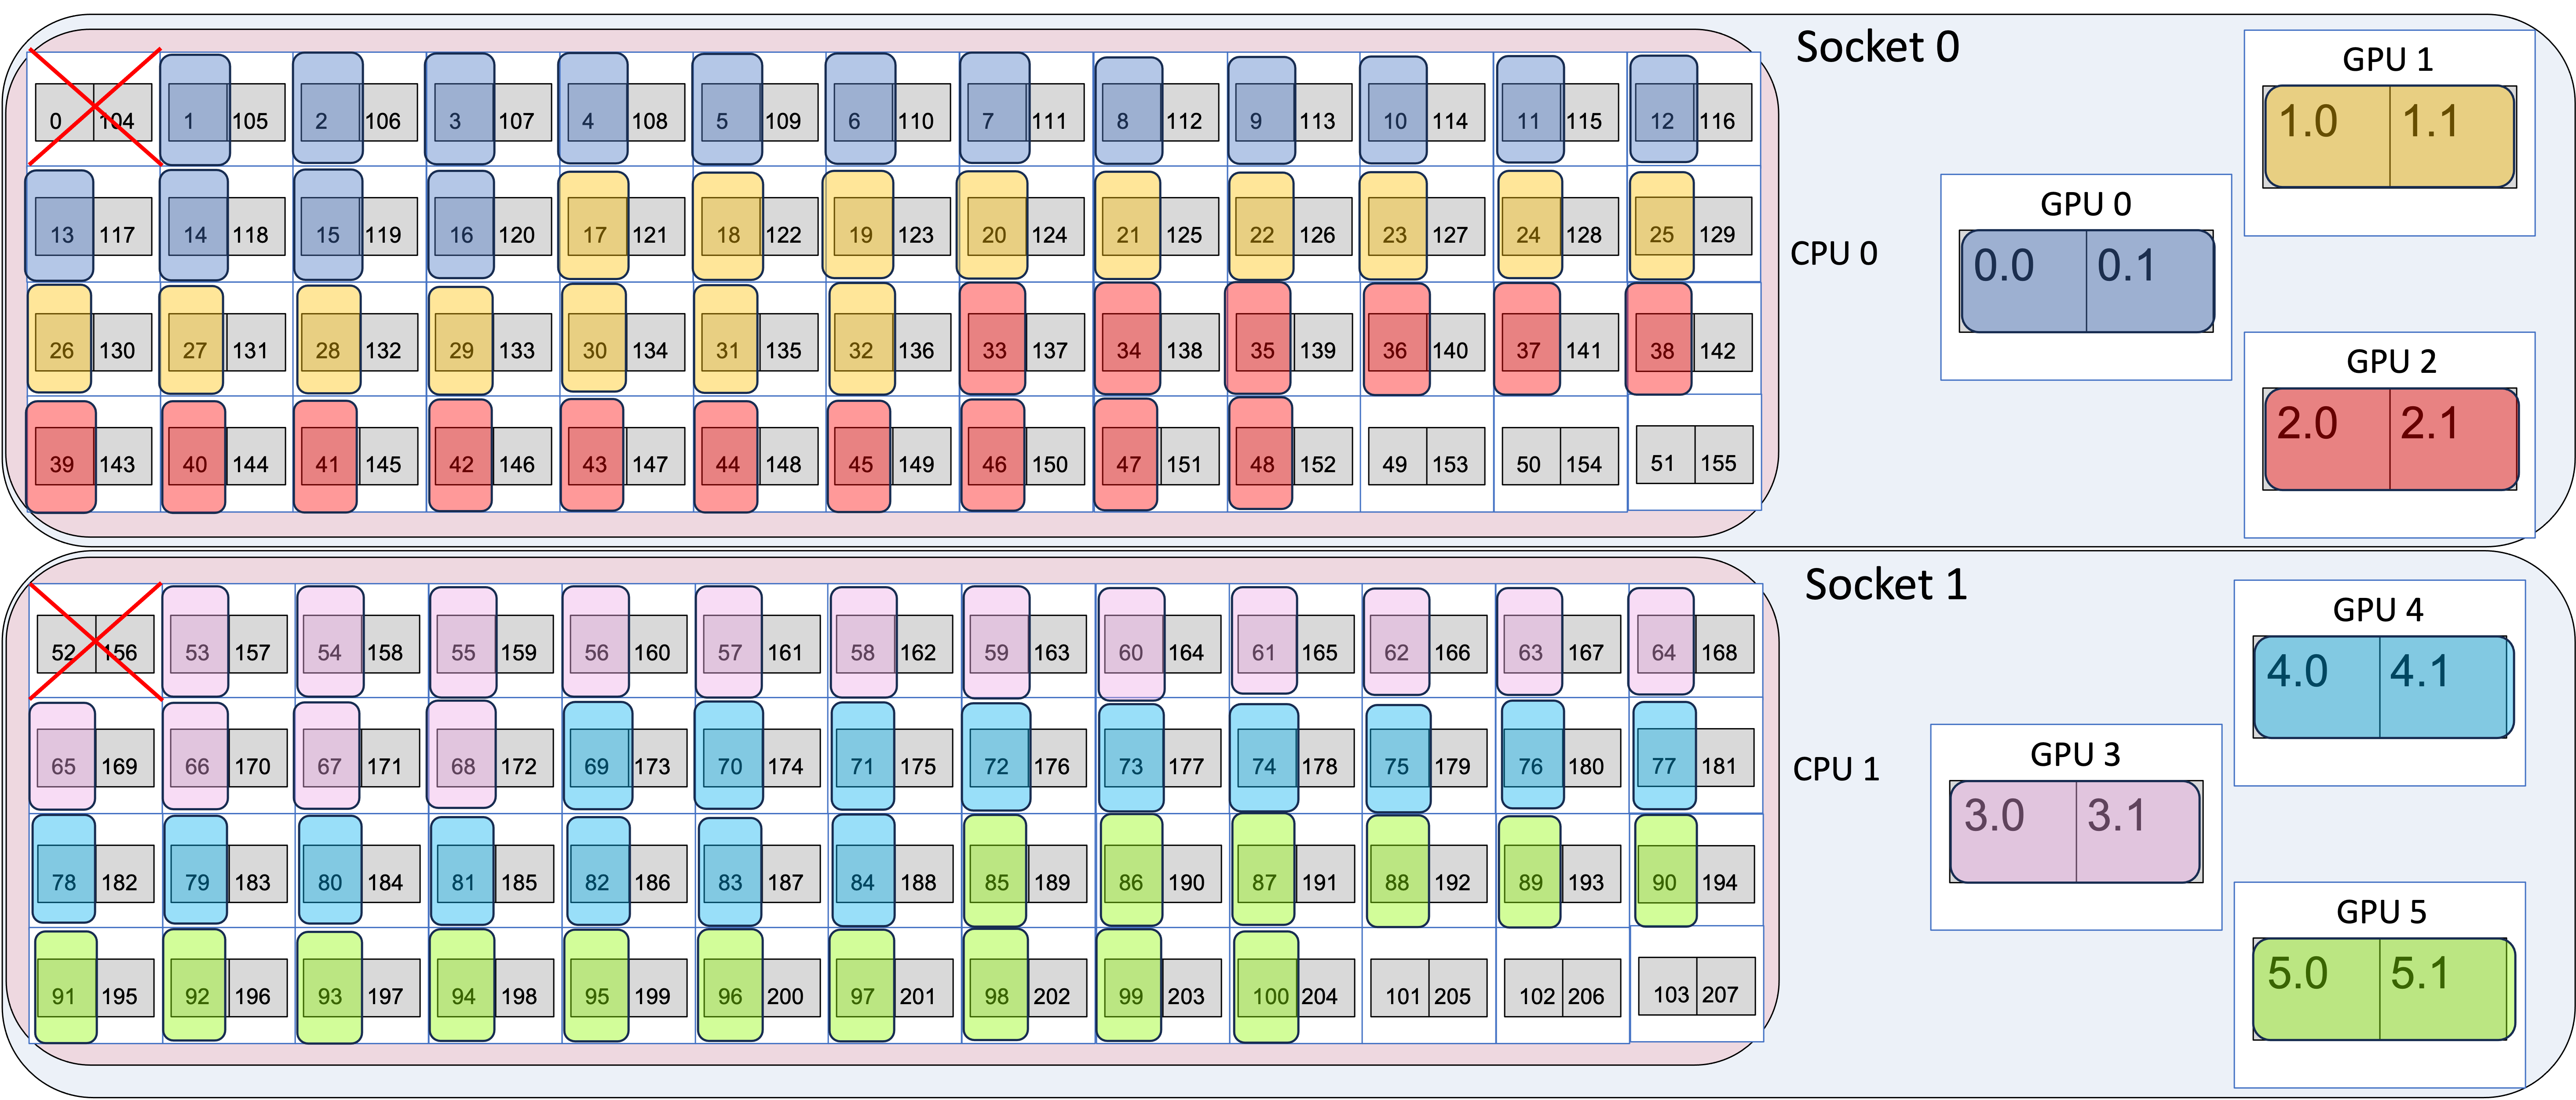 Socket 0
GPU 1
0 104 1 105 2 106 3 107 4 108 5 109 6 110 7 111 8 112 9 113 10 114 11 115 12 116
1.0 1.1
GPU 0
13 117 14 118 15 119 16 120 17 121 18 122 19 123 20 124 21 125 22 126 23 127 24 128 25 129
CPU 0
0.0 0.1
26 130 27 131 28 132 29 133 30 134 31 135 32 136 33 137 34 138 35 139 36 140 37 141 38 142
GPU 2
2.0 2.1
39 143 40 144 41 145 42 146 43 147 44 148 45 149 46 150 47 151 48 152 49 153 50 154 51 155
Socket 1
GPU 4
52 156 53 157 54 158 55 159 56 160 57 161 58 162 59 163 60 164 61 165 62 166 63 167 64 168
4.0 4.1
GPU 3
65 169 66 170 67 171 68 172 69 173 70 174 71 175 72 176 73 177 74 178 75 179 76 180 77 181
CPU 1
3.0 3.1
78 182 79 183 80 184 81 185 82 186 83 187 84 188 85 189 86 190 87 191 88 192 89 193 90 194
GPU 5
5.0 5.1
91 195 92 196 93 197 94 198 95 199 96 200 97 201 98 202 99 203 100 204 101 205 102 206 103 207